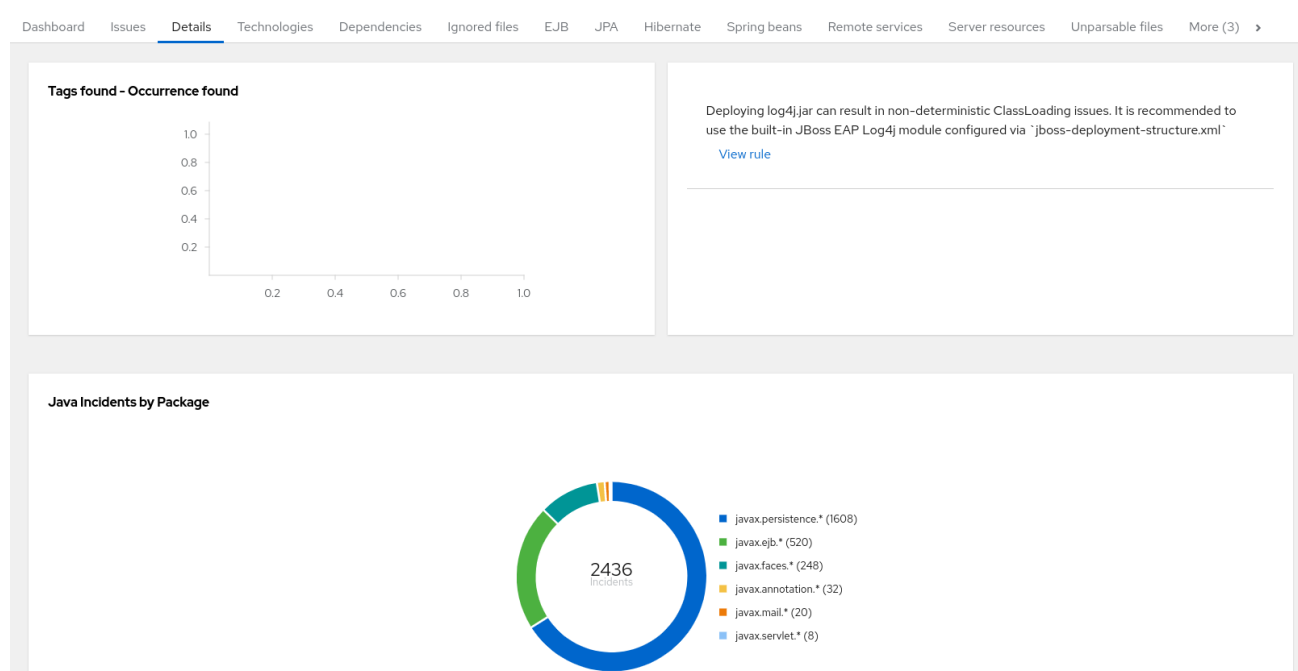 Dashboard Issues Details Technologies Dependencies Ignored files EJB JPA Hibernate Spring beans Remote services Server resources Unparsable files More (3)
Tags found - Occurrence found
1.0
0.8
0.6
0.4
0.2
0.2 0.4 0.6 0.8 1.0
Deploying log4j.jar can result in non-deterministic ClassLoading issues. It is recommended to
use the built-in JBoss EAP Log4j module configured via `jboss-deployment-structure.xml`
View rule
Java Incidents by Package
2436
Incidents
javax.persistence.* (1608)
javax.ejb.* (520)
javax.faces.* (248)
javax.annotation.* (32)
javax.mail.* (20)
javax.servlet.* (8)